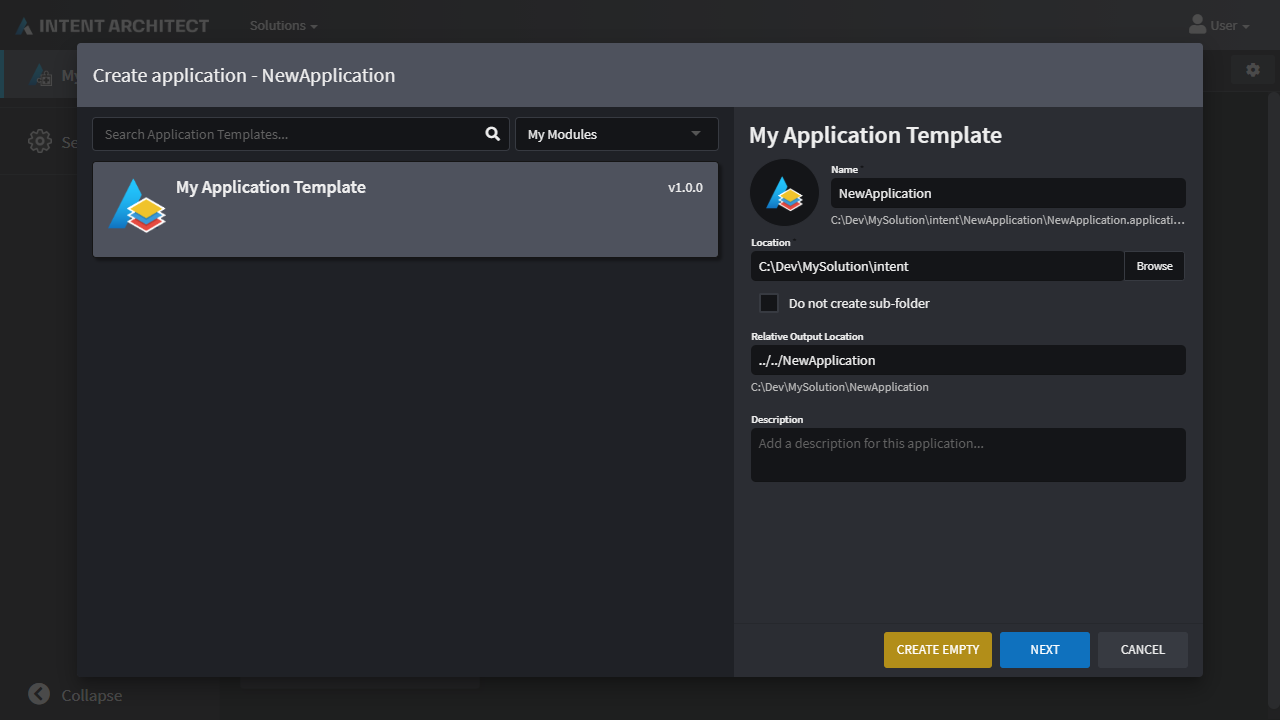 INTENT ARCHITECT
Solutions
User
My
Create application - NewApplication
Search Application Templates...
My Modules
My Application Template
v1.0.0
My Application Template
Name
NewApplication
C:\Dev\MySolution\intent\NewApplication\NewApplication.applicati...
Location
C:\Dev\MySolution\intent
Browse
Do not create sub-folder
Relative Output Location
../../NewApplication
C:\Dev\MySolution\NewApplication
Description
Add a description for this application...
CREATE EMPTY
NEXT
CANCEL
Se
Collapse